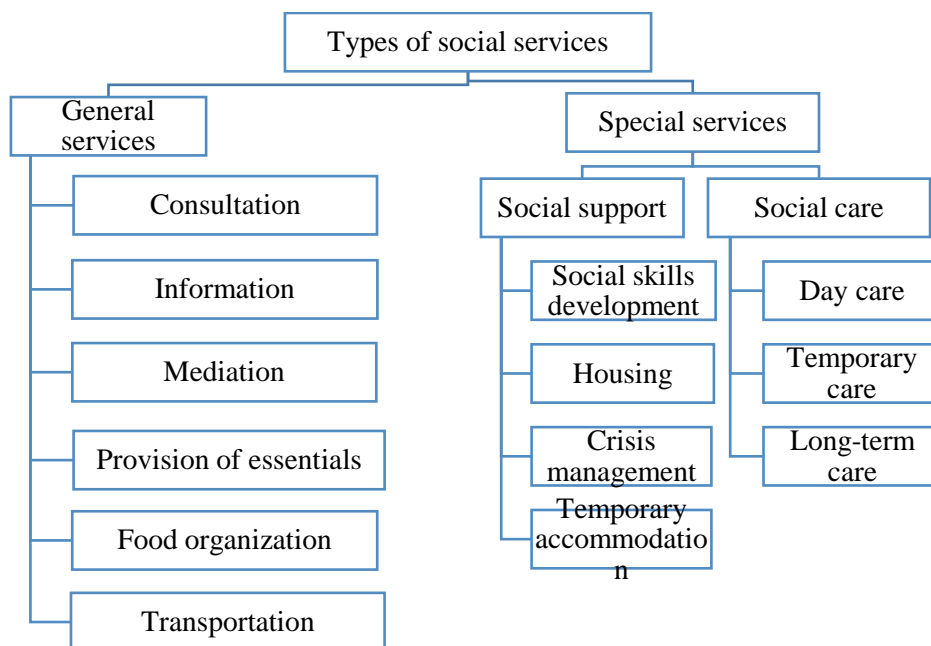 Types of social services
General
services
Consultation
Information
Mediation
Provision of essentials
Food organization
Transportation
Special services
Social support
Social skills
development
Housing
Crisis
management
Temporary
accommodatio
n
Social care
Day care
Temporary
care
Long-term
care